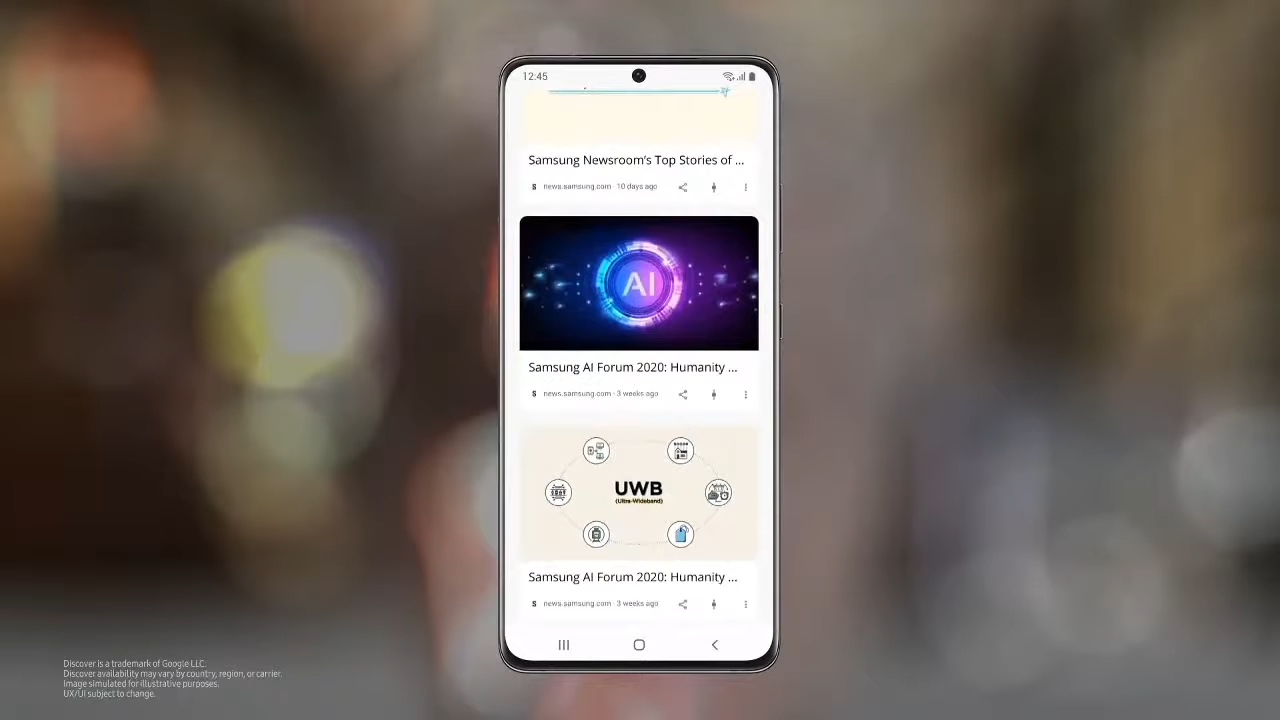 12:45
Samsung Newsroom's Top Stories of ...
S news.samsung.com · 10 days ago
AI
Samsung AI Forum 2020: Humanity ...
S news.samsung.com · 3 weeks ago
UWB
(Ultra-Wideband)
Samsung AI Forum 2020: Humanity ...
S news.samsung.com · 3 weeks ago
Discover is a trademark of Google LLC.
Discover availability may vary by country, region, or carrier.
Image simulated for illustrative purposes.
UX/UI subject to change.